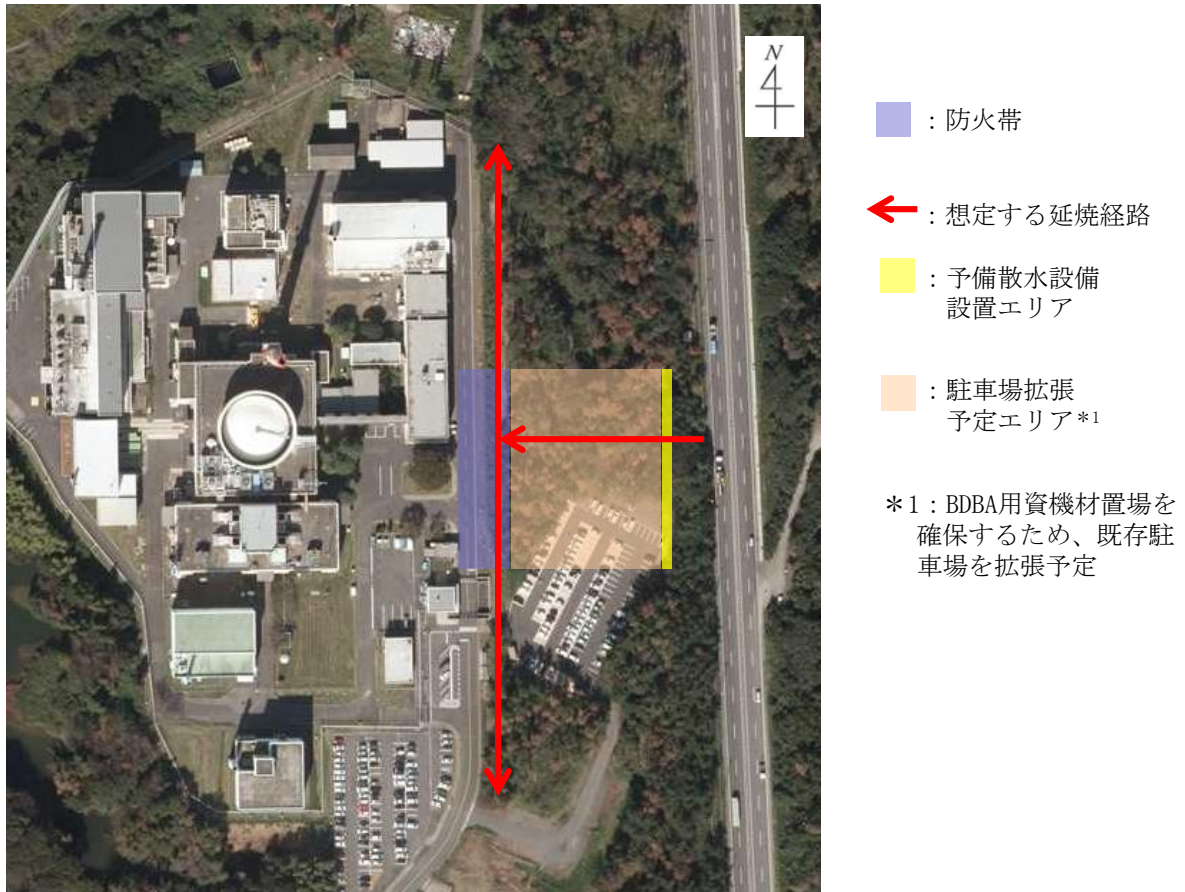 N
：防火帯
：想定する延焼経路
：予備散水設備
設置エリア
：駐車場拡張
予定エリア*1
＊1：BDBA用資機材置場を
確保するため、既存駐
車場を拡張予定